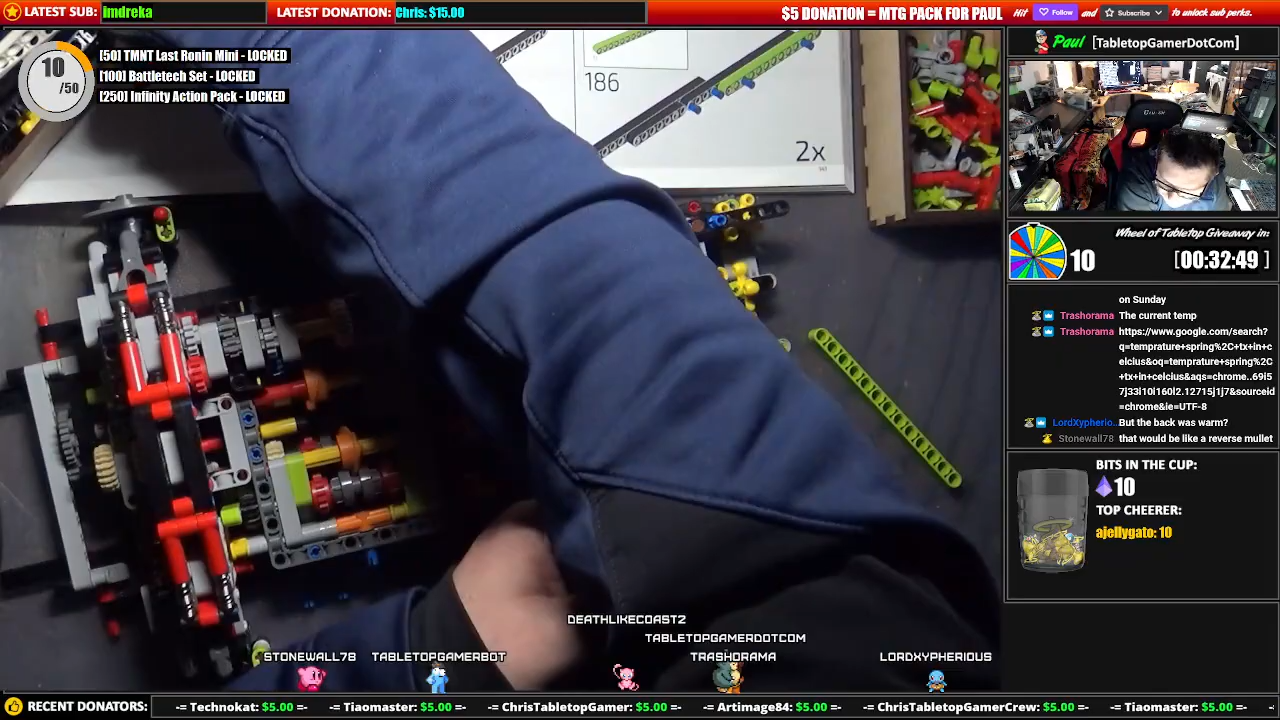 LATEST SUB: imdreka
LATEST DONATION: Chris: $15.00
$5 DONATION = MTG PACK FOR PAUL
Hit Follow and Subscribe to unlock sub perks.
10
/50
[50] TMNT Last Ronin Mini - LOCKED
[100] Battletech Set - LOCKED
[250] Infinity Action Pack - LOCKED
186
2x
Paul [TabletopGamerDotCom]
10
Wheel of Tabletop Giveaway in:
[00:32:49 ]
on Sunday
Trashorama The current temp
Trashorama https://www.google.com/search?
q=temprature+spring%2C+tx+in+c
elcius&oq=temprature+spring%2C
+tx+in+celcius&aqs=chrome..69i5
7j33i10i160l2.12715j1j7&sourceid
=chrome&ie=UTF-8
LordXypherio.. But the back was warm?
Stonewall78 that would be like a reverse mullet
BITS IN THE CUP:
10
TOP CHEERER:
ajellygato: 10
DEATHLIKECOAST2
TABLETOPGAMERDOTCOM
STONEWALL78 TABLETOPGAMERBOT TRASHORAMA LORDXYPHERIOUS
RECENT DONATORS: -= Technokat: $5.00 =- -= Tiaomaster: $5.00 =- -= ChrisTabletopGamer: $5.00 =- -= Artimage84: $5.00 =- -= ChrisTabletopGamerCrew: $5.00 =- -= Tiaomaster: $5.00 =-